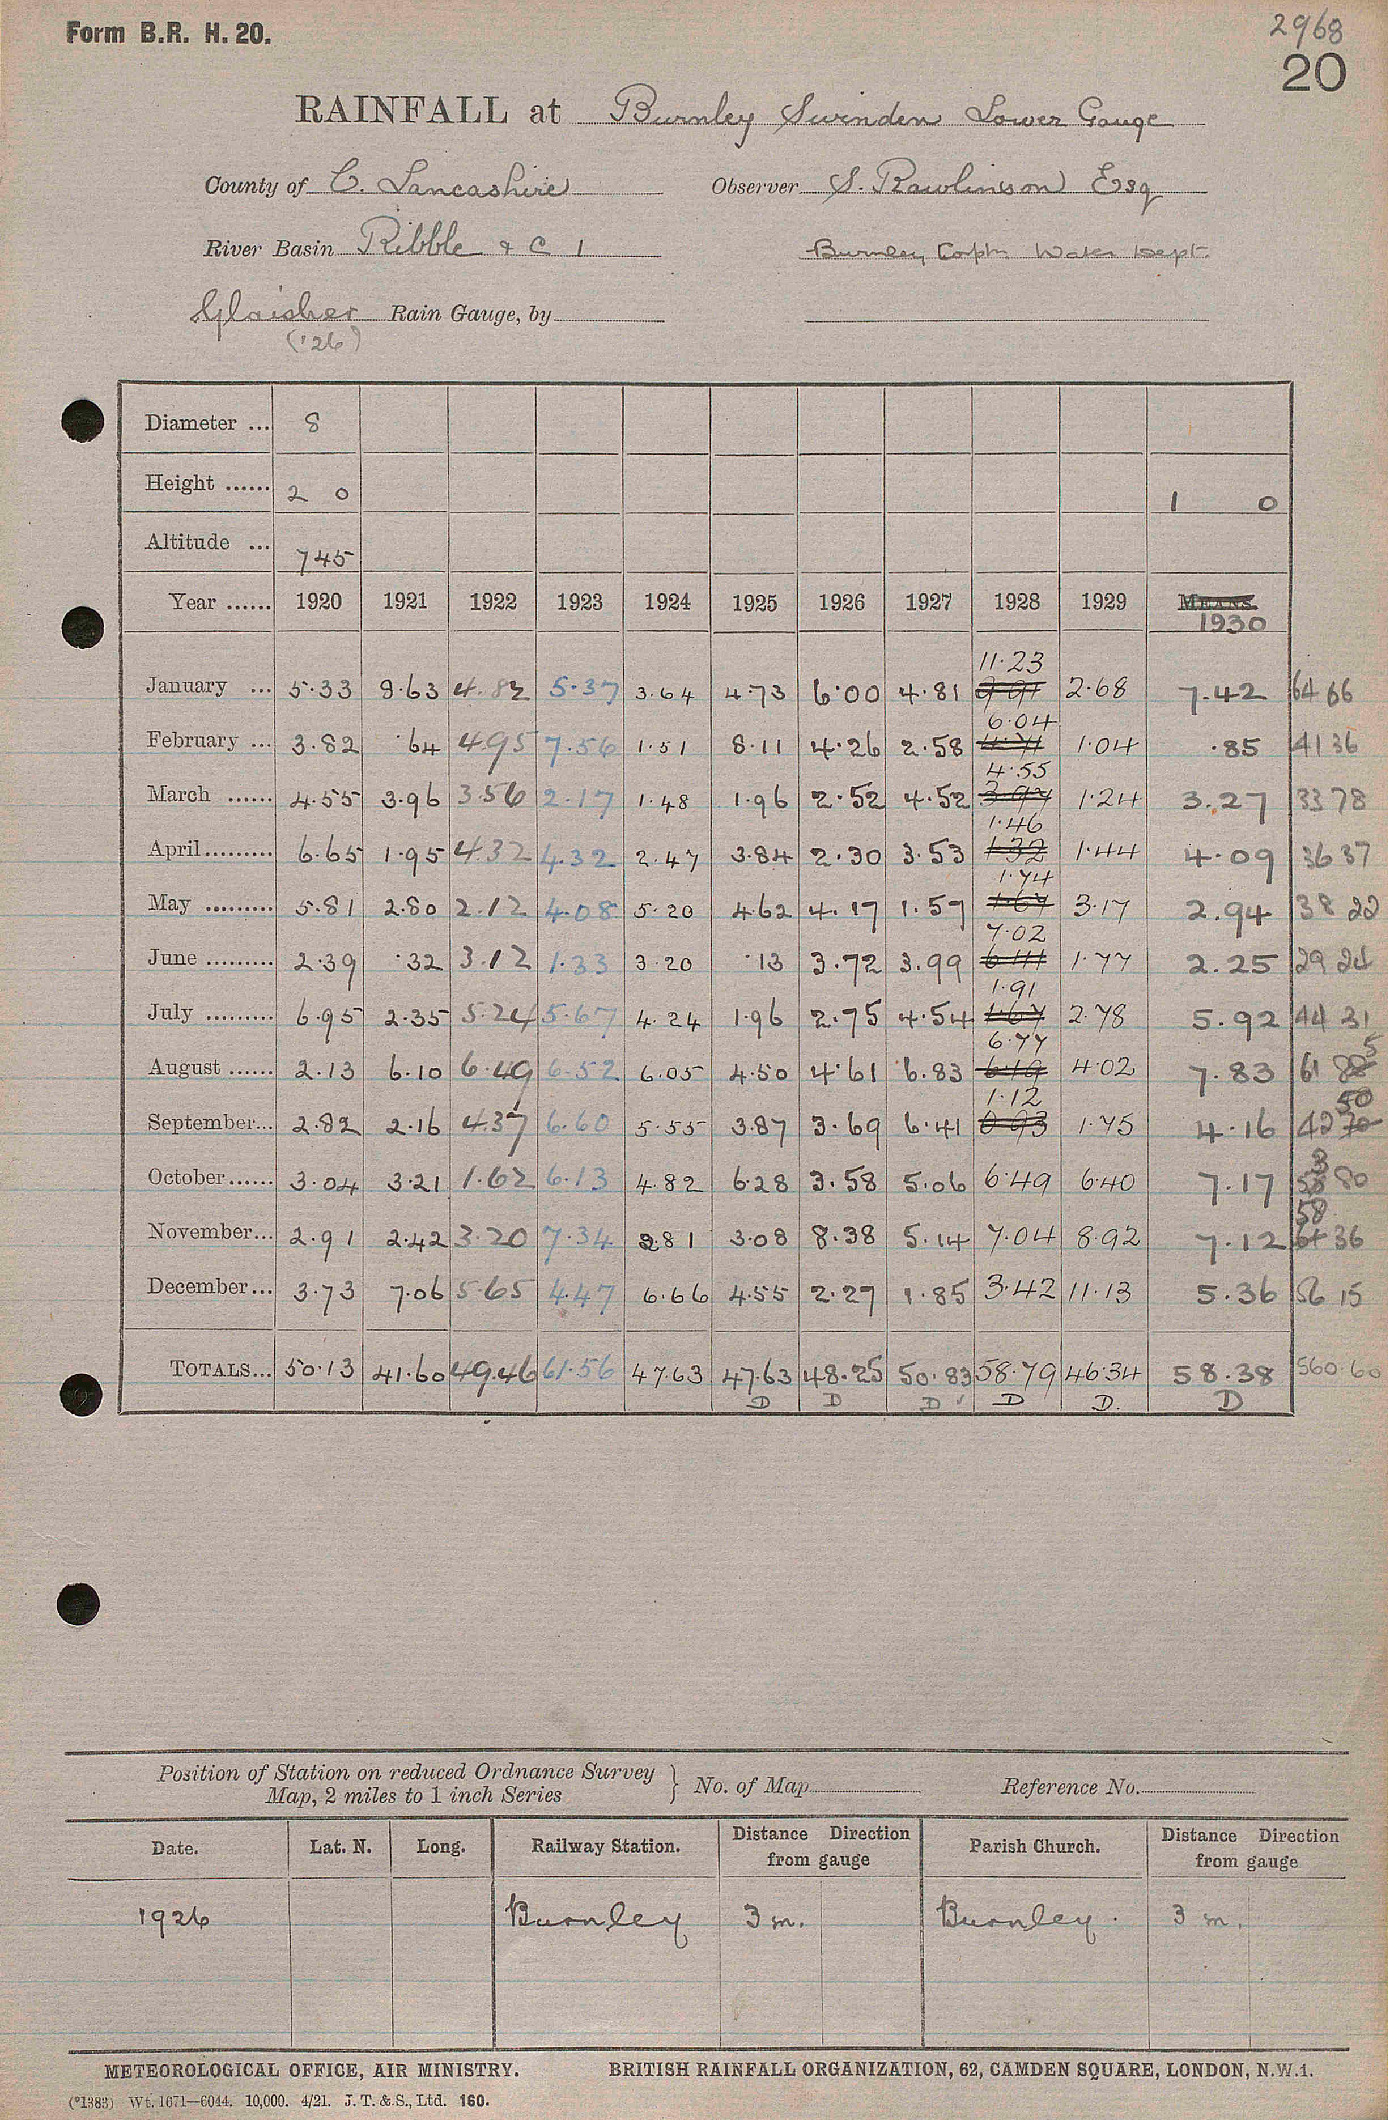 Form B.R. H. 20.
2968
20
RAINFALL at Burnley Swinden Lower Gauge
County of E. Lancashire Observer S. Rawlinson Esq
River Basin Ribble & C 1 Burnley Corptn Water Dept.
Glaisher Rain Gauge, by
('26)
Diameter ... 8
Height ...... 2 0 1 0
Altitude ... 745
Year ...... 1920 1921 1922 1923 1924 1925 1926 1927 1928 1929 MEANS.
1930
11.23
January ... 5.33 8.63 4.82 5.37 3.64 4.73 6.00 4.81 2.68 7.42 64 66
6.04
February ... 3.82 .64 4.95 7.56 1.51 8.11 4.26 2.58 1.04 .85 41 36
4.55
March ...... 4.55 3.96 3.56 2.17 1.48 1.96 2.52 4.52 3.97 1.24 3.27 33 78
1.46
April......... 6.65 1.95 4.32 4.32 2.47 3.84 2.30 3.53 1.32 1.44 4.09 36 37
1.74
May ......... 5.81 2.80 2.12 4.08 5.20 4.62 4.17 1.57 1.67 3.17 2.94 38 22
7.02
June ......... 2.39 .32 3.12 1.33 3.20 .13 3.72 3.99 6.41 1.77 2.25 29 24
1.91
July ......... 6.95 2.35 5.24 5.67 4.24 1.96 2.75 4.54 1.67 2.78 5.92 44 31
6.77 5
August ...... 2.13 6.10 6.49 6.52 6.05 4.50 4.61 6.83 6.19 4.02 7.83 61 88
1.12 50
September... 2.82 2.16 4.37 6.60 5.55 3.87 3.69 6.41 0.93 1.75 4.16 42 70
October...... 3.04 3.21 1.62 6.13 4.82 6.28 3.58 5.06 6.49 6.40 7.17 80
58
November... 2.91 2.42 3.20 7.34 2.81 3.08 8.38 5.14 7.04 8.92 7.12 36
December... 3.73 7.06 5.65 4.47 6.66 4.55 2.27 1.85 3.42 11.13 5.36 56 15
TOTALS... 50.13 41.60 49.46 61.56 47.63 47.63 48.25 50.83 58.79 46.34 58.38 560.60
D D D D D. D
Position of Station on reduced Ordnance Survey
Map, 2 miles to 1 inch Series } No. of Map Reference No.
Date. Lat. N. Long. Railway Station. Distance Direction from gauge Parish Church. Distance Direction from gauge
1926 Burnley 3 m. Burnley. 3 m.
METEOROLOGICAL OFFICE, AIR MINISTRY. BRITISH RAINFALL ORGANIZATION, 62, CAMDEN SQUARE, LONDON, N.W.1.
(*1383) Wt. 1671—6044. 10,000. 4/21. J. T. & S., Ltd. 160.